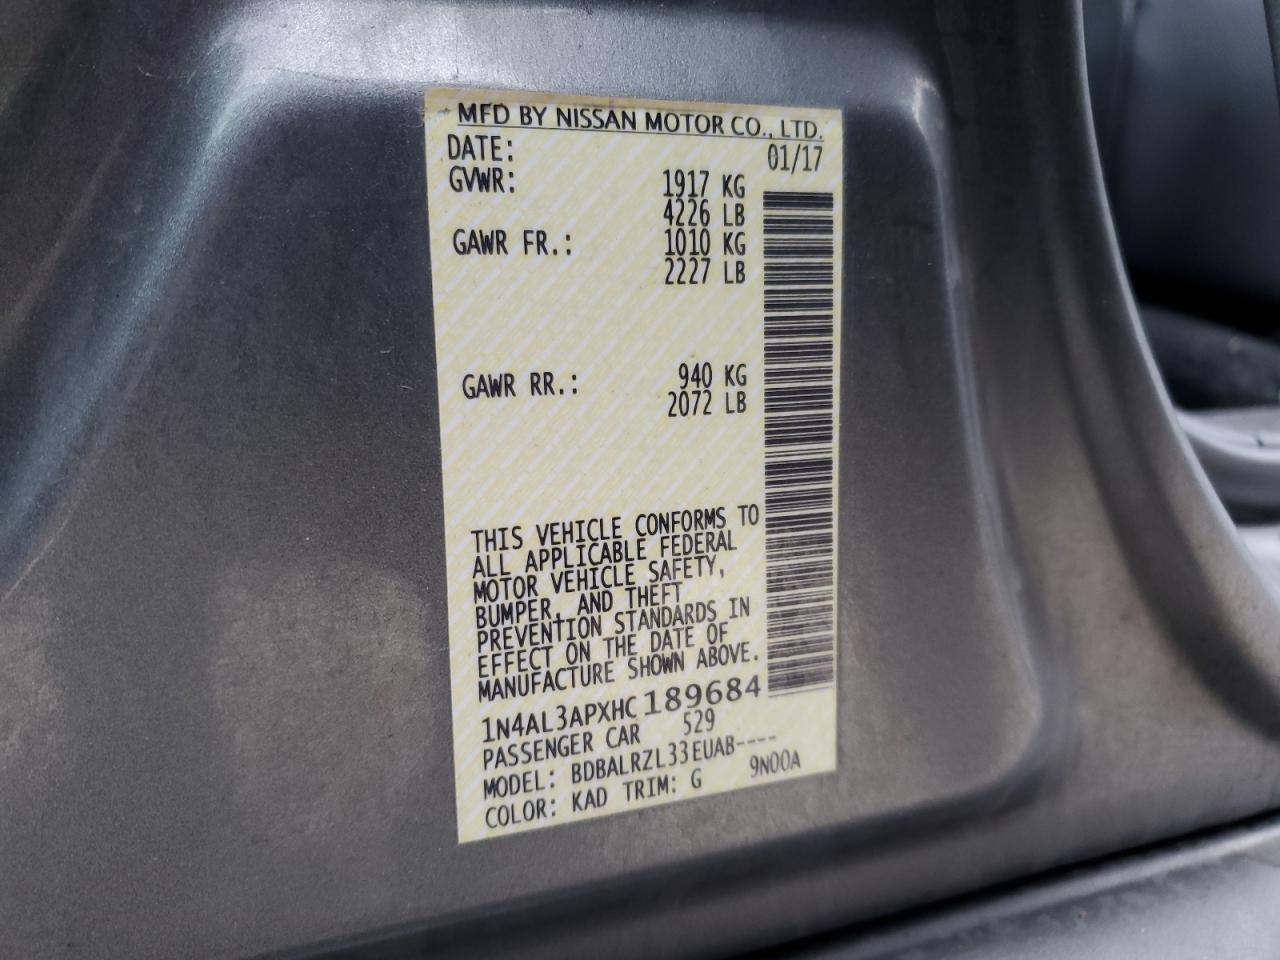 MFD BY NISSAN MOTOR CO., LTD.
DATE: 01/17
GVWR: 1917 KG
4226 LB
GAWR FR.: 1010 KG
2227 LB
GAWR RR.: 940 KG
2072 LB
THIS VEHICLE CONFORMS TO
ALL APPLICABLE FEDERAL
MOTOR VEHICLE SAFETY,
BUMPER, AND THEFT
PREVENTION STANDARDS IN
EFFECT ON THE DATE OF
MANUFACTURE SHOWN ABOVE.
1N4AL3APXHC189684
PASSENGER CAR 529
MODEL: BDBALRZL33EUAB----
COLOR: KAD TRIM: G 9N00A